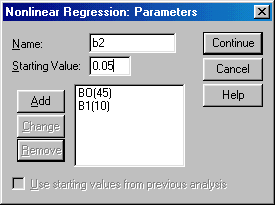 Nonlinear Regression: Parameters
Name: b2 Continue
Starting Value: 0.05 Cancel
Help
Add B0(45)
B1(10)
Change
Remove
Use starting values from previous analysis